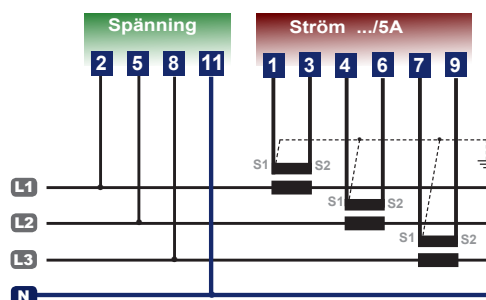 Spänning Ström .../5A
2 5 8 11 1 3 4 6 7 9
S1 S2
L1
S1 S2
L2
S1 S2
L3
N